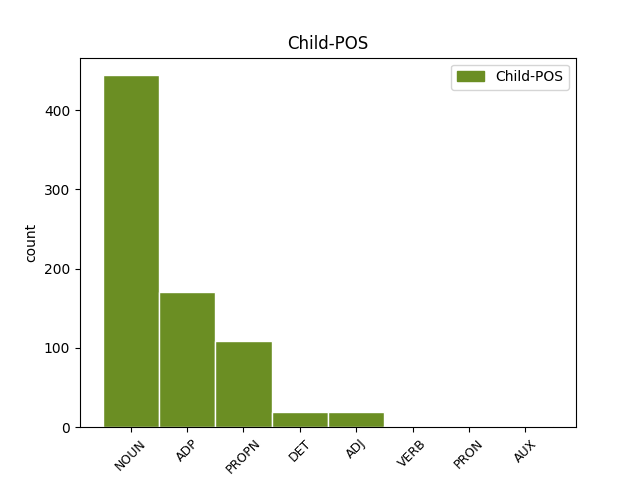 Child-POS
Child-POS
count
400
300
200
100
0
NOUN ADP PROPN DET ADJ VERB PRON AUX